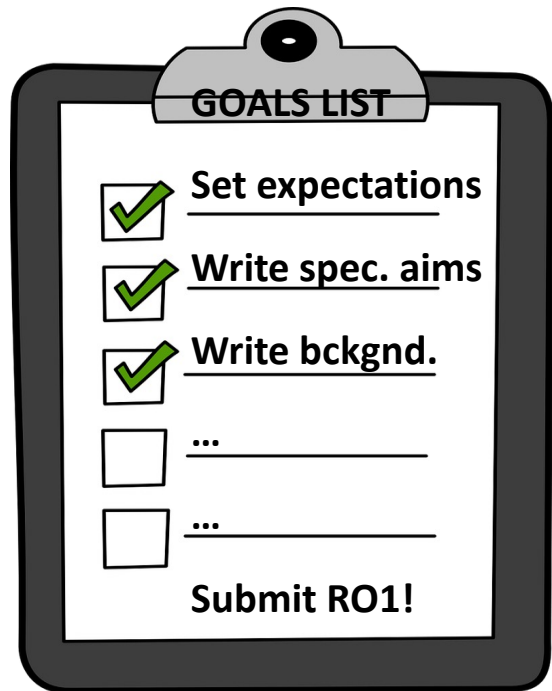 GOALS LIST
Set expectations
Write spec. aims
Write bckgnd.
...
...
Submit RO1!